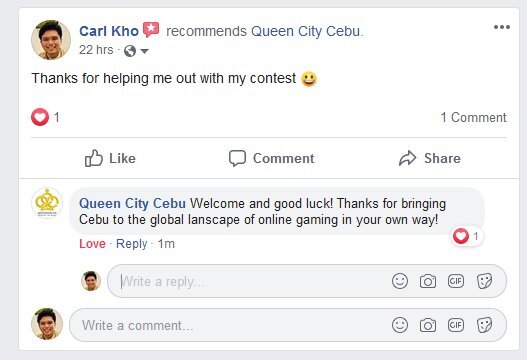 Carl Kho recommends Queen City Cebu.
22 hrs ·
Thanks for helping me out with my contest 😀
1
1 Comment
Like Comment Share
Queen City Cebu Welcome and good luck! Thanks for bringing
Cebu to the global lanscape of online gaming in your own way!
1
Love · Reply · 1m
Write a reply...
GIF
Write a comment...
GIF